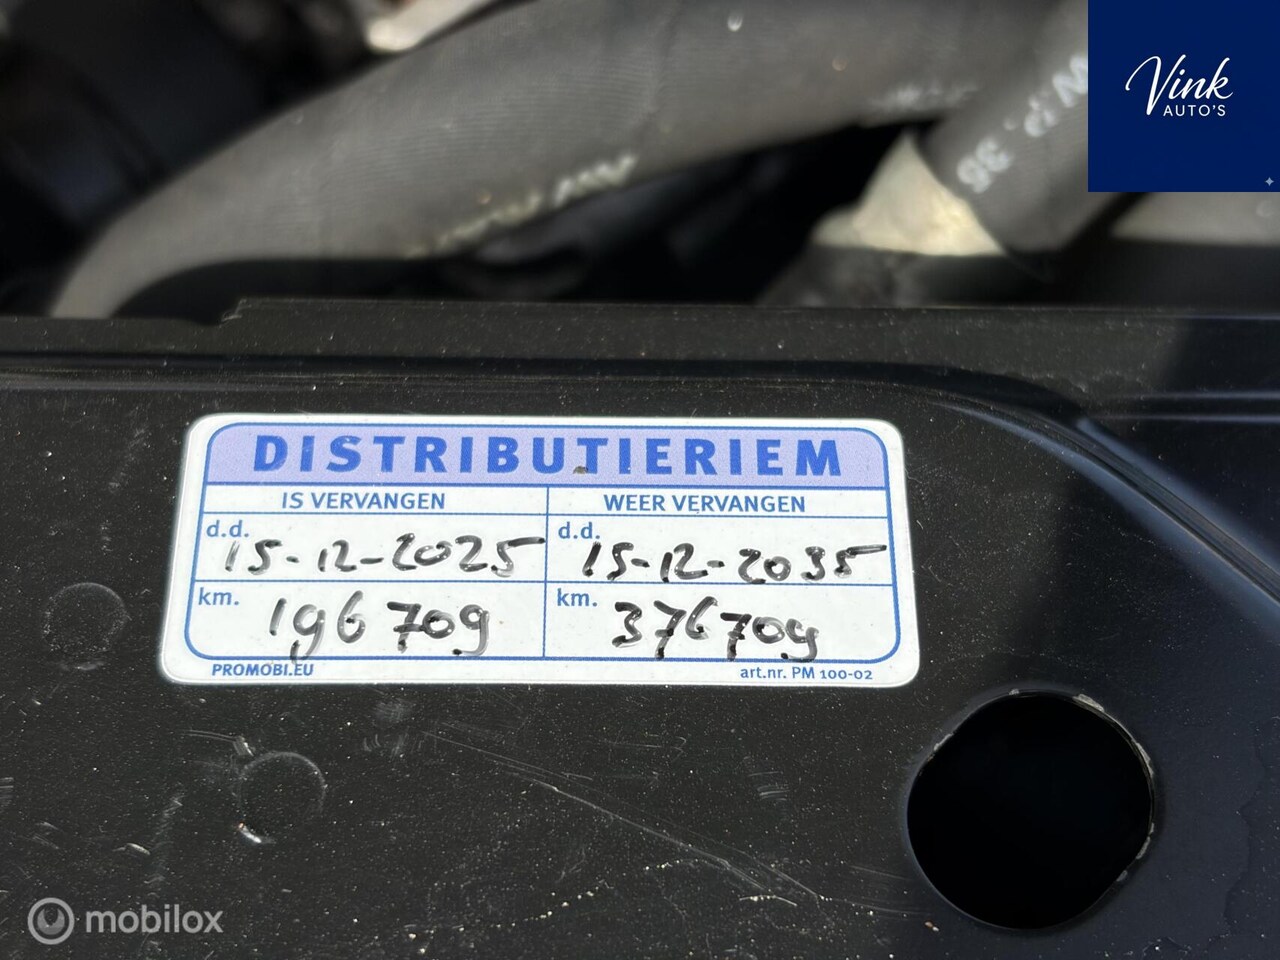 Vink
AUTO'S
W.P. 36
DISTRIBUTIERIEM
IS VERVANGEN WEER VERVANGEN
d.d. 15-12-2025 d.d. 15-12-2035
km. 196709 km. 376709
PROMOBI.EU art.nr. PM 100-02
mobilox